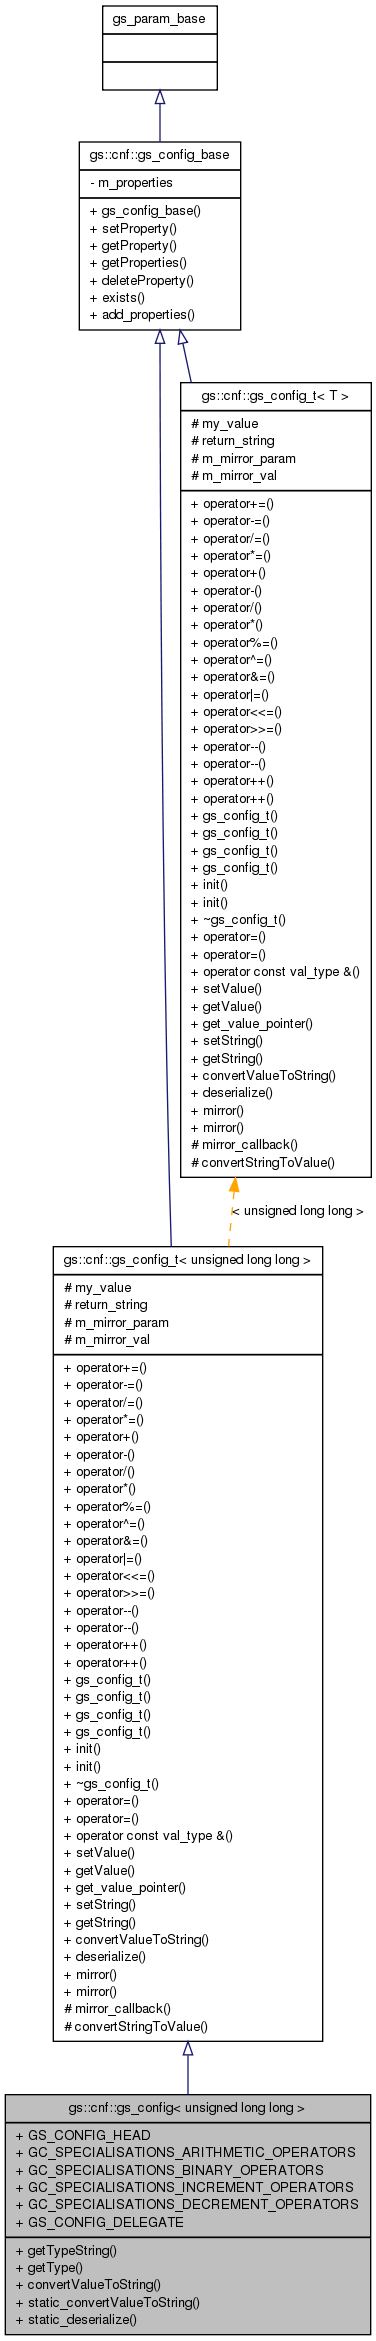 gs_param_base
gs::cnf::gs_config_base
- m_properties
+ gs_config_base()
+ setProperty()
+ getProperty()
+ getProperties()
+ deleteProperty()
+ exists()
+ add_properties()
gs::cnf::gs_config_t< T >
# my_value
# return_string
# m_mirror_param
# m_mirror_val
+ operator+=()
+ operator-=()
+ operator/=()
+ operator*=()
+ operator+()
+ operator-()
+ operator/()
+ operator*()
+ operator%=()
+ operator^=()
+ operator&=()
+ operator|=()
+ operator<<=()
+ operator>>=()
+ operator--()
+ operator--()
+ operator++()
+ operator++()
+ gs_config_t()
+ gs_config_t()
+ gs_config_t()
+ gs_config_t()
+ init()
+ init()
+ ~gs_config_t()
+ operator=()
+ operator=()
+ operator const val_type &()
+ setValue()
+ getValue()
+ get_value_pointer()
+ setString()
+ getString()
+ convertValueToString()
+ deserialize()
+ mirror()
+ mirror()
# mirror_callback()
# convertStringToValue()
< unsigned long long >
gs::cnf::gs_config_t< unsigned long long >
# my_value
# return_string
# m_mirror_param
# m_mirror_val
+ operator+=()
+ operator-=()
+ operator/=()
+ operator*=()
+ operator+()
+ operator-()
+ operator/()
+ operator*()
+ operator%=()
+ operator^=()
+ operator&=()
+ operator|=()
+ operator<<=()
+ operator>>=()
+ operator--()
+ operator--()
+ operator++()
+ operator++()
+ gs_config_t()
+ gs_config_t()
+ gs_config_t()
+ gs_config_t()
+ init()
+ init()
+ ~gs_config_t()
+ operator=()
+ operator=()
+ operator const val_type &()
+ setValue()
+ getValue()
+ get_value_pointer()
+ setString()
+ getString()
+ convertValueToString()
+ deserialize()
+ mirror()
+ mirror()
# mirror_callback()
# convertStringToValue()
gs::cnf::gs_config< unsigned long long >
+ GS_CONFIG_HEAD
+ GC_SPECIALISATIONS_ARITHMETIC_OPERATORS
+ GC_SPECIALISATIONS_BINARY_OPERATORS
+ GC_SPECIALISATIONS_INCREMENT_OPERATORS
+ GC_SPECIALISATIONS_DECREMENT_OPERATORS
+ GS_CONFIG_DELEGATE
+ getTypeString()
+ getType()
+ convertValueToString()
+ static_convertValueToString()
+ static_deserialize()